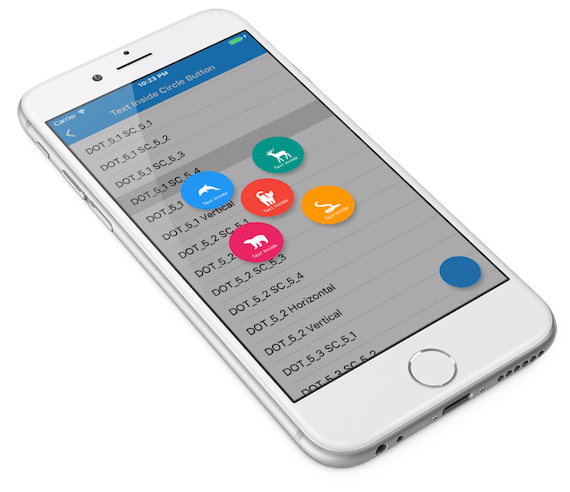 Carrier 10:23 PM
Text Inside Circle Button
DOT_5_1 SC_5_1
DOT_5_1 SC_5_2
DOT_5_1 SC_5_3
DOT_5_1 SC_5_4
DOT_5_1
Text Inside
Text Inside
DOT_5_1 Vertical
Text Inside
Text Inside
DOT_5_2 SC_5_1
DOT_5_2
Text Inside
DOT_5_2 SC_5_3
DOT_5_2 SC_5_4
DOT_5_2 Horizontal
DOT_5_2 Vertical
DOT_5_3 SC_5_1
DOT_5_3 SC_5_2